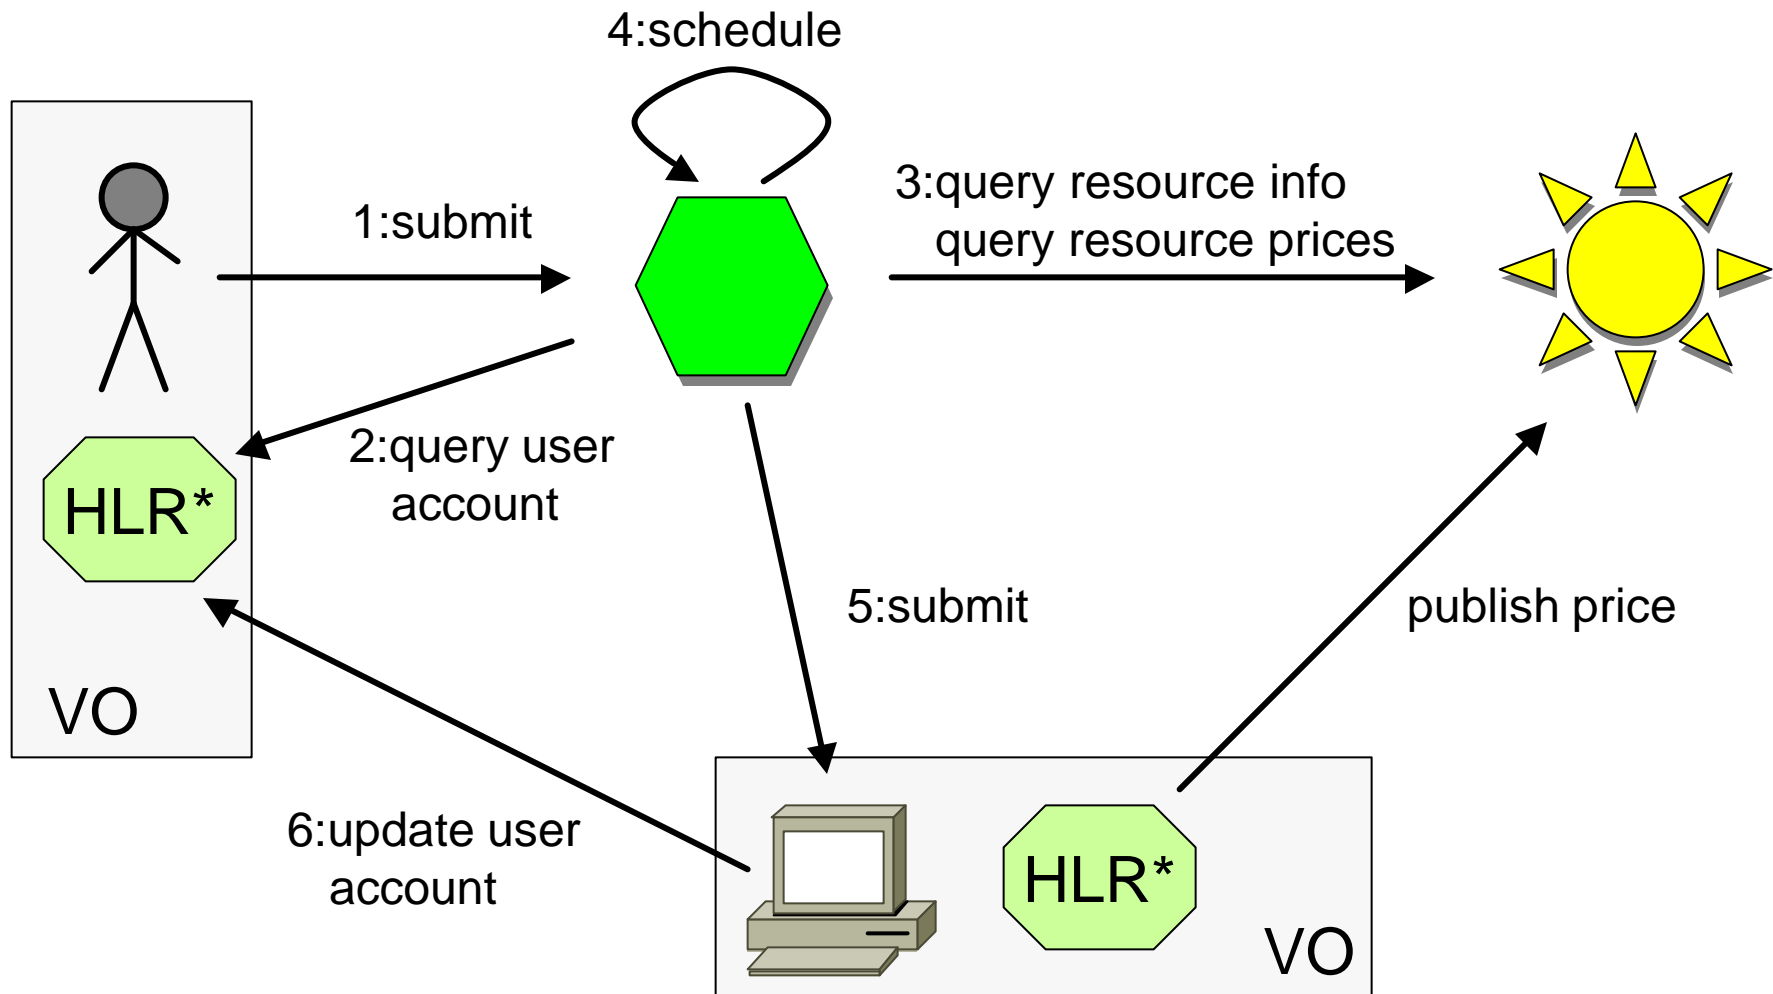 4:schedule
1:submit
3:query resource info
query resource prices
2:query user
account
HLR*
5:submit
publish price
VO
6:update user
account
HLR*
VO